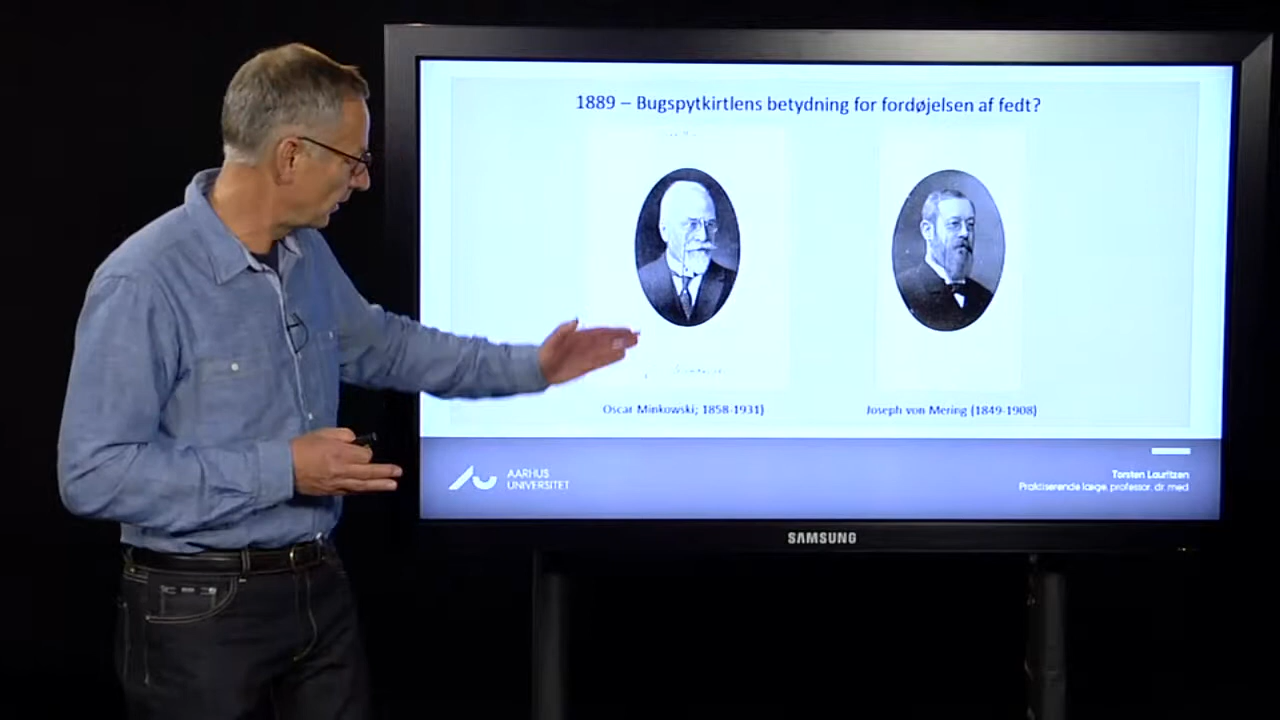 1889 – Bugspytkirtlens betydning for fordøjelsen af fedt?
Oscar Minkowski; 1858-1931)
Joseph von Mering (1849-1908)
AARHUS
UNIVERSITET
Torsten Lauritzen
Praktiserende læge, professor, dr. med
SAMSUNG